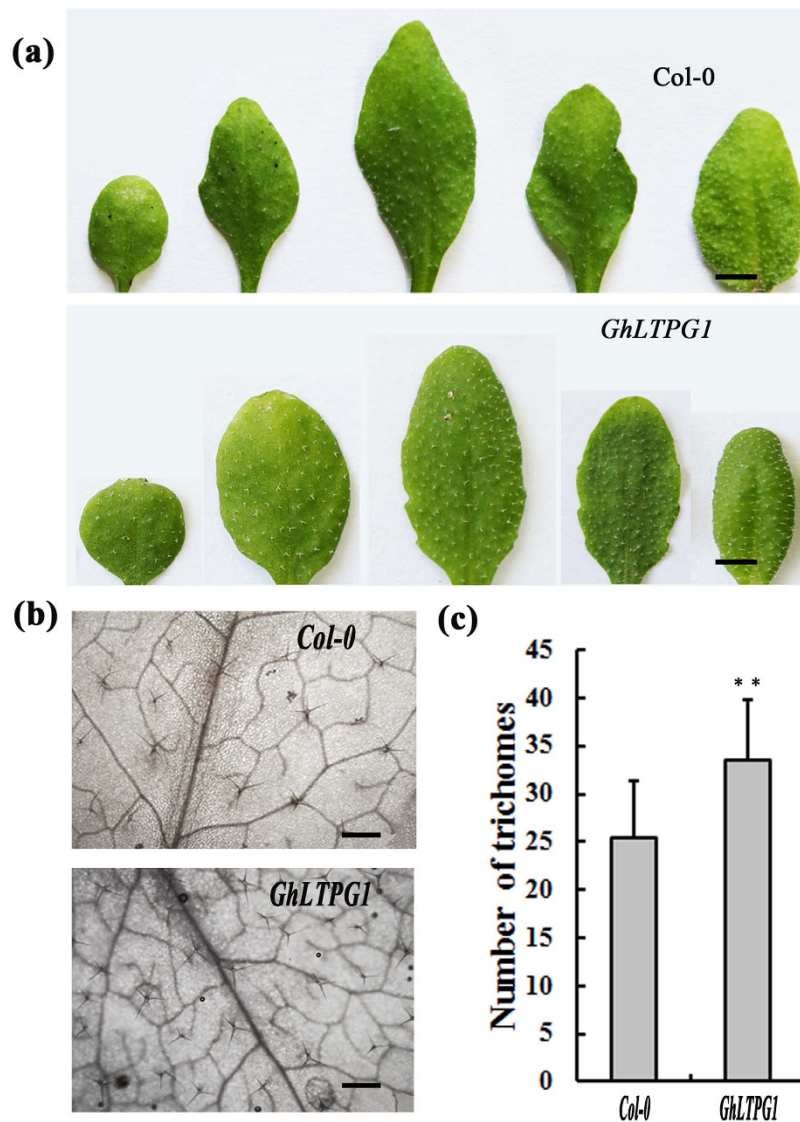 (a)
Col-0
GhLTPG1
(b)
Col-0
GhLTPG1
(c)
Number of trichomes
45
40
35
30
25
20
15
10
5
0
* *
Col-0
GhLTPG1